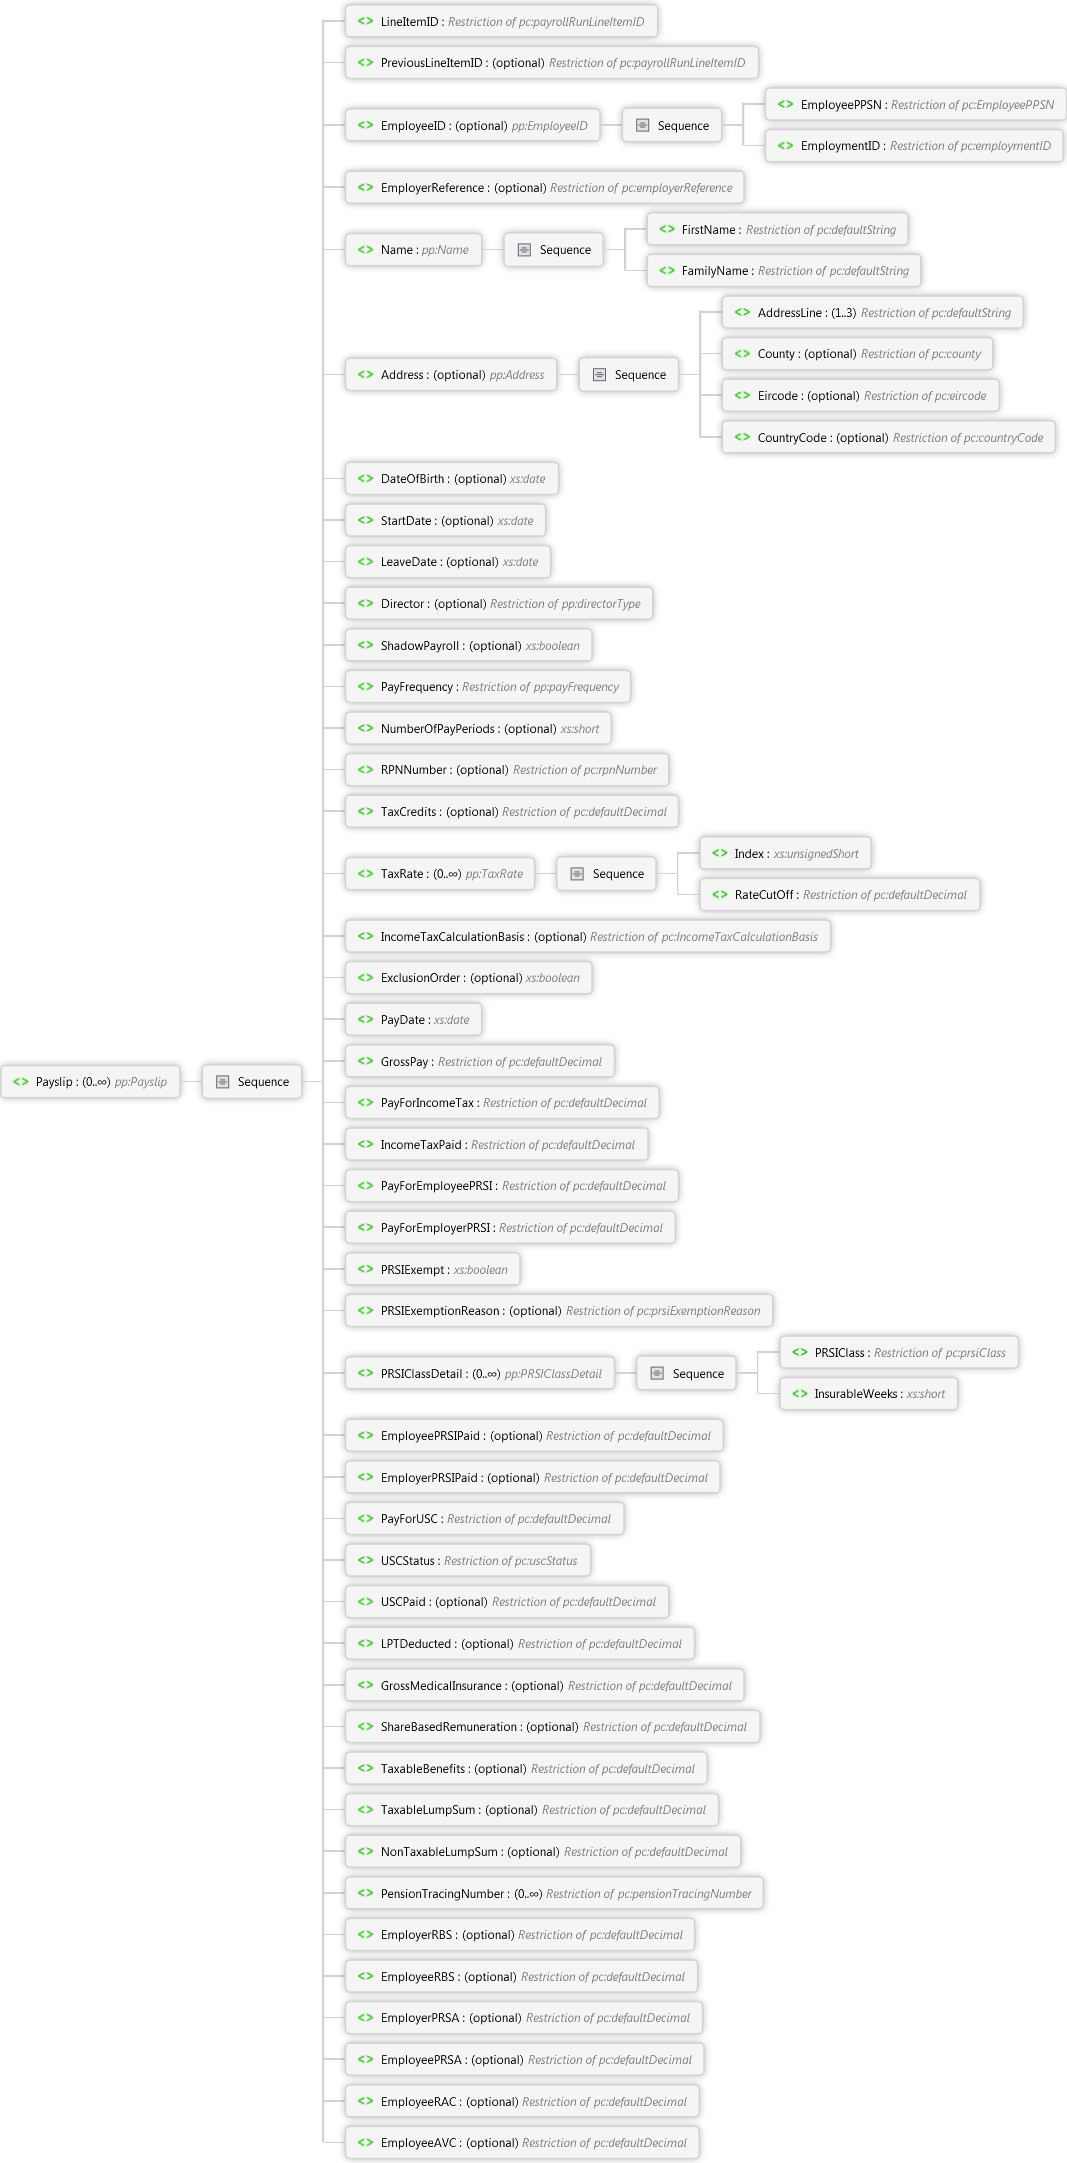 <> LineItemID : Restriction of pc:payrollRunLineItemID
<> PreviousLineItemID : (optional) Restriction of pc:payrollRunLineItemID
<> EmployeePPSN : Restriction of pc:EmployeePPSN
<> EmployeeID : (optional) pp:EmployeeID Sequence
<> EmploymentID : Restriction of pc:employmentID
<> EmployerReference : (optional) Restriction of pc:employerReference
<> FirstName : Restriction of pc:defaultString
<> Name : pp:Name Sequence
<> FamilyName : Restriction of pc:defaultString
<> AddressLine : (1..3) Restriction of pc:defaultString
<> County : (optional) Restriction of pc:county
<> Address : (optional) pp:Address Sequence
<> Eircode : (optional) Restriction of pc:eircode
<> CountryCode : (optional) Restriction of pc:countryCode
<> DateOfBirth : (optional) xs:date
<> StartDate : (optional) xs:date
<> LeaveDate : (optional) xs:date
<> Director : (optional) Restriction of pp:directorType
<> ShadowPayroll : (optional) xs:boolean
<> PayFrequency : Restriction of pp:payFrequency
<> NumberOfPayPeriods : (optional) xs:short
<> RPNNumber : (optional) Restriction of pc:rpnNumber
<> TaxCredits : (optional) Restriction of pc:defaultDecimal
<> Index : xs:unsignedShort
<> TaxRate : (0..∞) pp:TaxRate Sequence
<> RateCutOff : Restriction of pc:defaultDecimal
<> IncomeTaxCalculationBasis : (optional) Restriction of pc:IncomeTaxCalculationBasis
<> ExclusionOrder : (optional) xs:boolean
<> PayDate : xs:date
<> GrossPay : Restriction of pc:defaultDecimal
<> Payslip : (0..∞) pp:Payslip Sequence
<> PayForIncomeTax : Restriction of pc:defaultDecimal
<> IncomeTaxPaid : Restriction of pc:defaultDecimal
<> PayForEmployeePRSI : Restriction of pc:defaultDecimal
<> PayForEmployerPRSI : Restriction of pc:defaultDecimal
<> PRSIExempt : xs:boolean
<> PRSIExemptionReason : (optional) Restriction of pc:prsiExemptionReason
<> PRSIClass : Restriction of pc:prsiClass
<> PRSIClassDetail : (0..∞) pp:PRSIClassDetail Sequence
<> InsurableWeeks : xs:short
<> EmployeePRSIPaid : (optional) Restriction of pc:defaultDecimal
<> EmployerPRSIPaid : (optional) Restriction of pc:defaultDecimal
<> PayForUSC : Restriction of pc:defaultDecimal
<> USCStatus : Restriction of pc:uscStatus
<> USCPaid : (optional) Restriction of pc:defaultDecimal
<> LPTDeducted : (optional) Restriction of pc:defaultDecimal
<> GrossMedicalInsurance : (optional) Restriction of pc:defaultDecimal
<> ShareBasedRemuneration : (optional) Restriction of pc:defaultDecimal
<> TaxableBenefits : (optional) Restriction of pc:defaultDecimal
<> TaxableLumpSum : (optional) Restriction of pc:defaultDecimal
<> NonTaxableLumpSum : (optional) Restriction of pc:defaultDecimal
<> PensionTracingNumber : (0..∞) Restriction of pc:pensionTracingNumber
<> EmployerRBS : (optional) Restriction of pc:defaultDecimal
<> EmployeeRBS : (optional) Restriction of pc:defaultDecimal
<> EmployerPRSA : (optional) Restriction of pc:defaultDecimal
<> EmployeePRSA : (optional) Restriction of pc:defaultDecimal
<> EmployeeRAC : (optional) Restriction of pc:defaultDecimal
<> EmployeeAVC : (optional) Restriction of pc:defaultDecimal